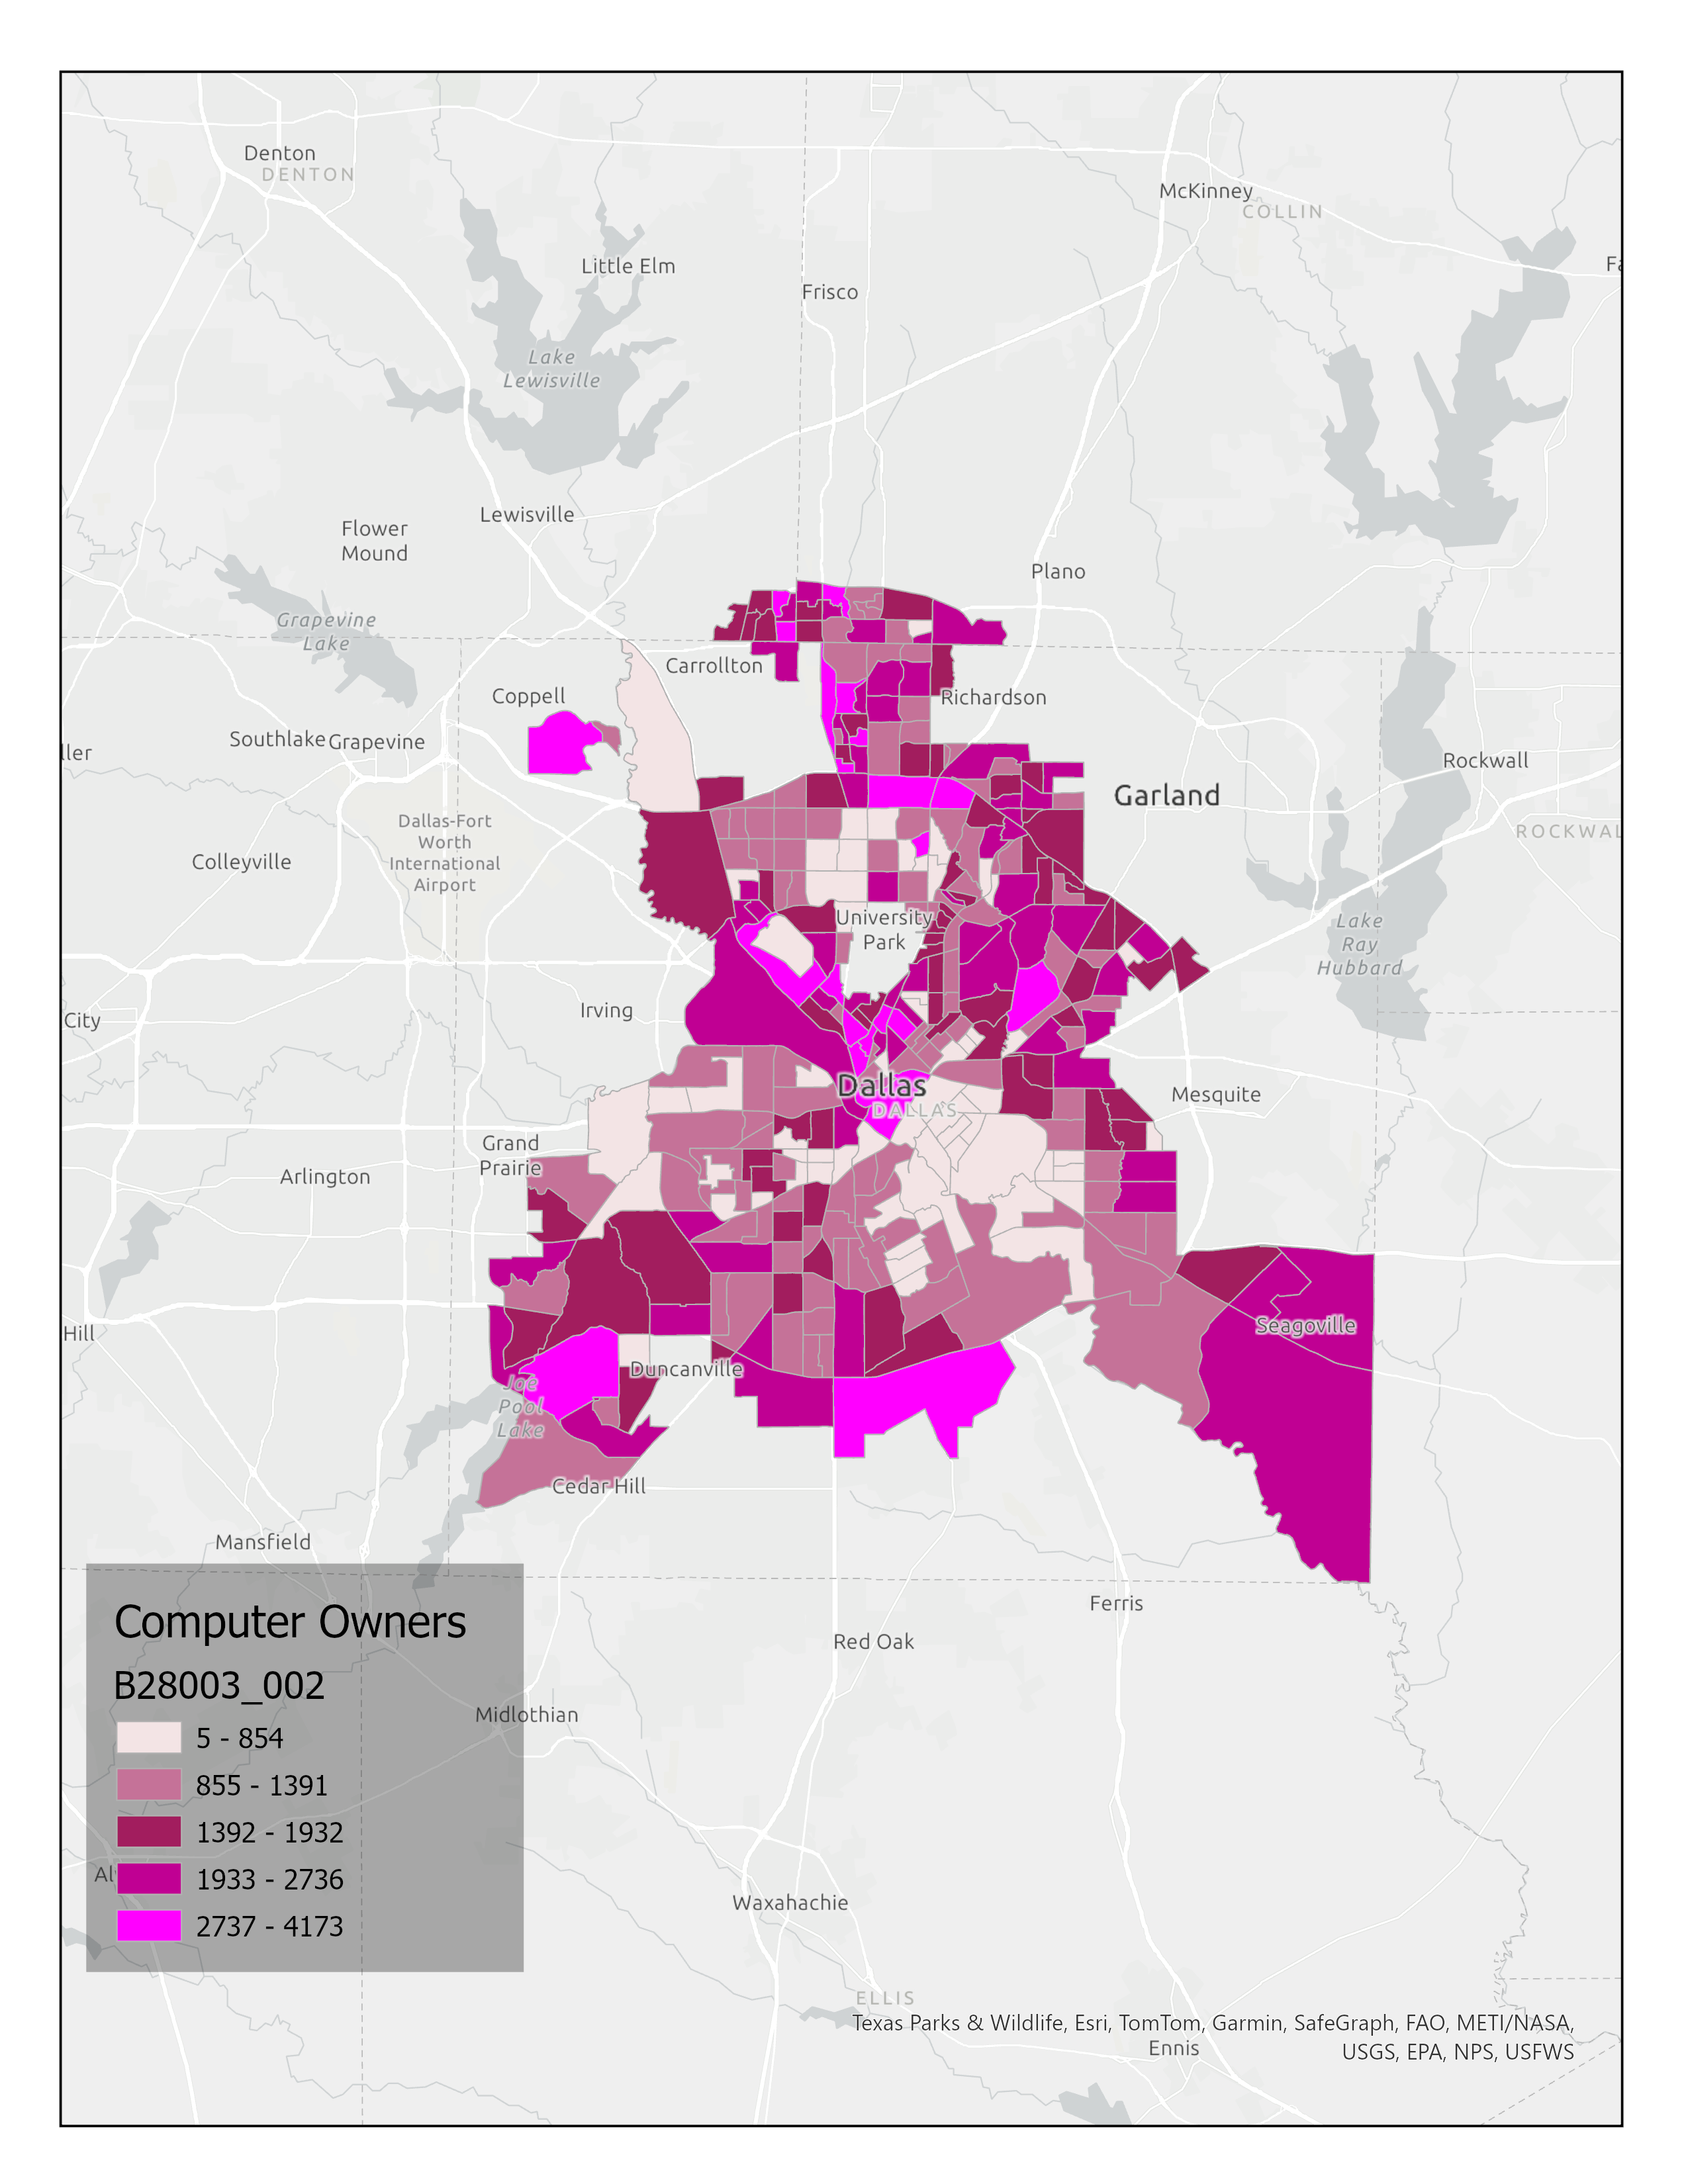 Denton
DENTON
McKinney
COLLIN
Little Elm
Frisco
Lake
Lewisville
Lewisville
Flower
Mound
Plano
Grapevine
Lake
Carrollton
Coppell
Richardson
Southlake
Grapevine
ller
Rockwall
Garland
Dallas-Fort
Worth
International
Airport
ROCKWAL
Colleyville
University
Park
Lake
Ray
Hubbard
Irving
City
Dallas
DALLAS
Mesquite
Grand
Prairie
Arlington
Hill
Seagoville
Duncanville
Joe
Pool
Lake
Cedar Hill
Mansfield
Ferris
Red Oak
Midlothian
Waxahachie
ELLIS
Ennis
Computer Owners
B28003_002
5 - 854
855 - 1391
1392 - 1932
1933 - 2736
2737 - 4173
Texas Parks & Wildlife, Esri, TomTom, Garmin, SafeGraph, FAO, METI/NASA,
USGS, EPA, NPS, USFWS